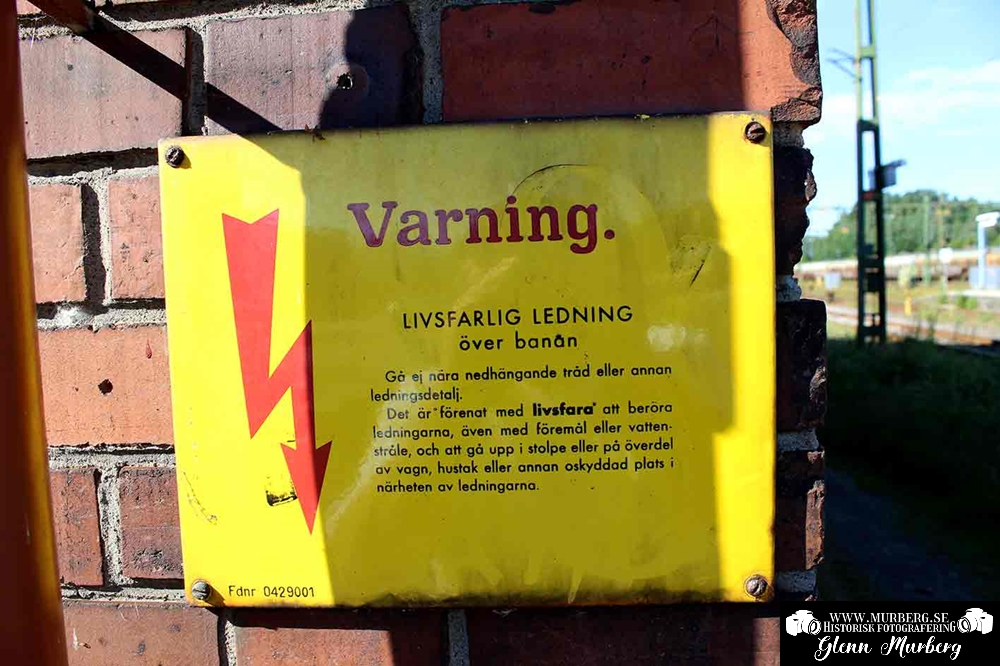 Varning.
LIVSFARLIG LEDNING
över banan
Gå ej nära nedhängande tråd eller annan
ledningsdetalj.
Det är förenat med livsfara att beröra
ledningarna, även med föremål eller vatten-
stråle, och att gå upp i stolpe eller på överdel
av vagn, hustak eller annan oskyddad plats i
närheten av ledningarna.
Fdnr 0429001
WWW.MURBERG.SE
HISTORISK FOTOGRAFERING
Glenn Murberg